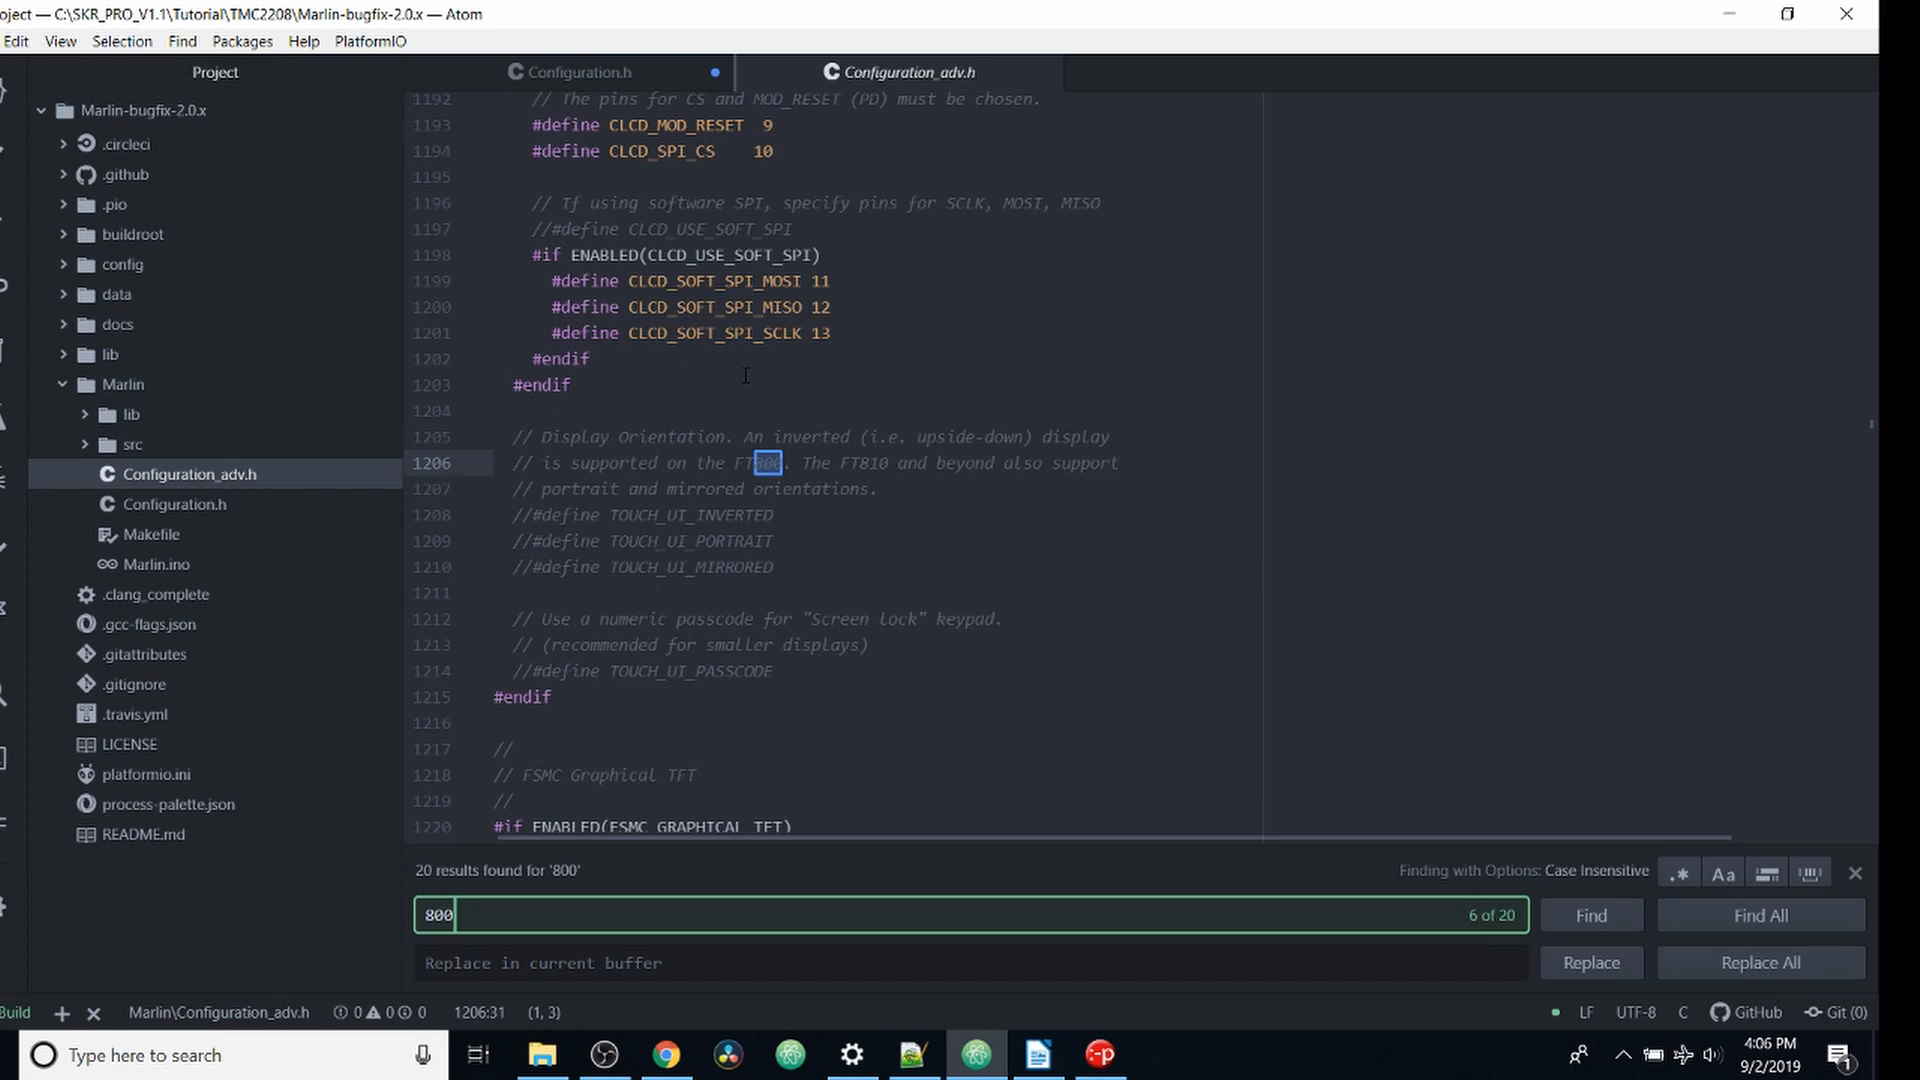 oject — C:\SKR_PRO_V1.1\Tutorial\TMC2208\Marlin-bugfix-2.0.x — Atom
Edit View Selection Find Packages Help PlatformIO
Project
Configuration.h
Configuration_adv.h
Marlin-bugfix-2.0.x
.circleci
.github
.pio
buildroot
config
data
docs
lib
Marlin
lib
src
Configuration_adv.h
Configuration.h
Makefile
Marlin.ino
.clang_complete
.gcc-flags.json
.gitattributes
.gitignore
.travis.yml
LICENSE
platformio.ini
process-palette.json
README.md
1192 // The pins for CS and MOD_RESET (PD) must be chosen.
1193 #define CLCD_MOD_RESET 9
1194 #define CLCD_SPI_CS 10
1195
1196 // If using software SPI, specify pins for SCLK, MOSI, MISO
1197 //#define CLCD_USE_SOFT_SPI
1198 #if ENABLED(CLCD_USE_SOFT_SPI)
1199 #define CLCD_SOFT_SPI_MOSI 11
1200 #define CLCD_SOFT_SPI_MISO 12
1201 #define CLCD_SOFT_SPI_SCLK 13
1202 #endif
1203 #endif
1204
1205 // Display Orientation. An inverted (i.e. upside-down) display
1206 // is supported on the FT800. The FT810 and beyond also support
1207 // portrait and mirrored orientations.
1208 //#define TOUCH_UI_INVERTED
1209 //#define TOUCH_UI_PORTRAIT
1210 //#define TOUCH_UI_MIRRORED
1211
1212 // Use a numeric passcode for "Screen lock" keypad.
1213 // (recommended for smaller displays)
1214 //#define TOUCH_UI_PASSCODE
1215 #endif
1216
1217 //
1218 // FSMC Graphical TFT
1219 //
1220 #if ENABLED(FSMC_GRAPHICAL_TFT)
20 results found for '800'
Finding with Options: Case Insensitive
.* Aa
800
6 of 20
Find
Find All
Replace in current buffer
Replace
Replace All
Build
Marlin\Configuration_adv.h
0 0 0
1206:31
(1, 3)
LF UTF-8 C GitHub Git (0)
Type here to search
4:06 PM
9/2/2019
1